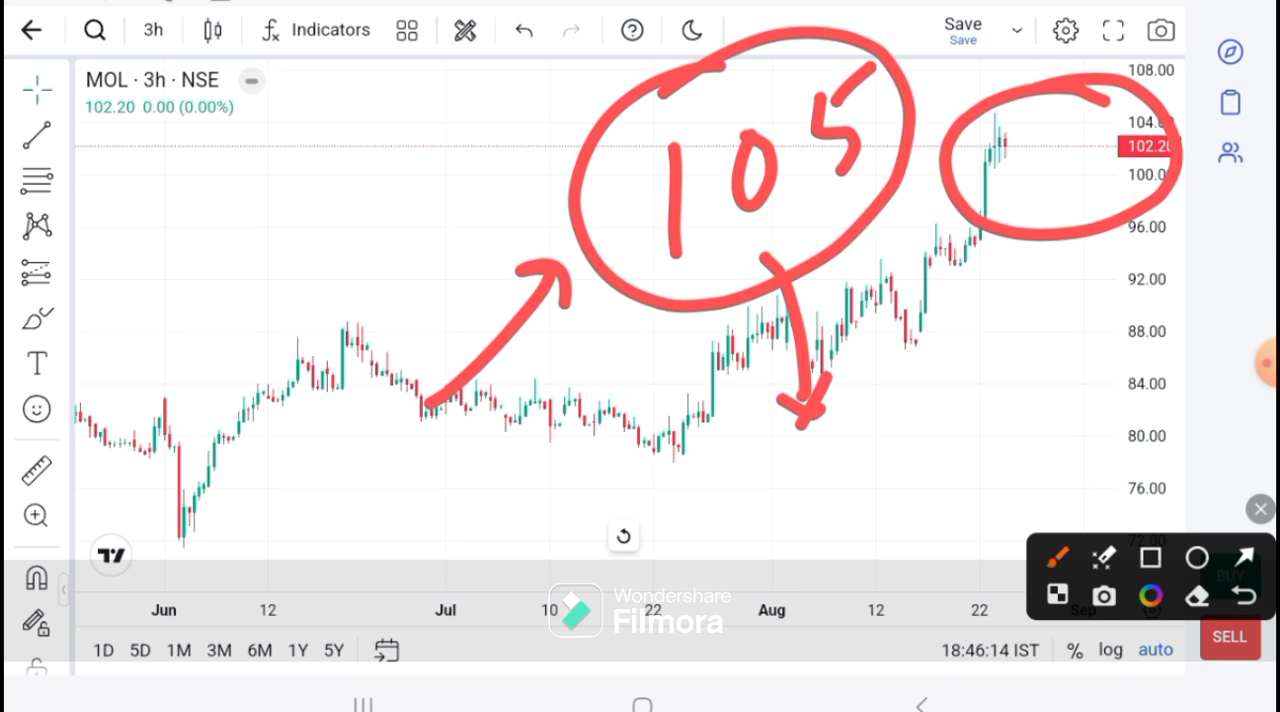 3h
Indicators
Save
Save
MOL · 3h · NSE
102.20 0.00 (0.00%)
105
108.00
104.
102.20
100.
96.00
92.00
88.00
84.00
80.00
76.00
72.00
BUY
Jun 12 Jul 10 22 Aug 12 22 Sep
Wondershare
Filmora
1D 5D 1M 3M 6M 1Y 5Y
18:46:14 IST % log auto
SELL